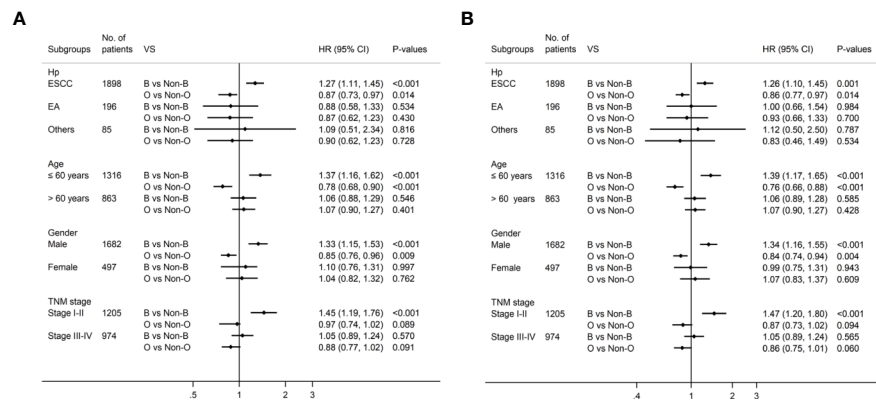 A
Subgroups No. of patients VS HR (95% CI) P-values
Hp
ESCC 1898 B vs Non-B 1.27 (1.11, 1.45) <0.001
O vs Non-O 0.87 (0.73, 0.97) 0.014
EA 196 B vs Non-B 0.88 (0.58, 1.33) 0.534
O vs Non-O 0.87 (0.62, 1.23) 0.430
Others 85 B vs Non-B 1.09 (0.51, 2.34) 0.816
O vs Non-O 0.90 (0.62, 1.23) 0.728
Age
≤ 60 years 1316 B vs Non-B 1.37 (1.16, 1.62) <0.001
O vs Non-O 0.78 (0.68, 0.90) <0.001
> 60 years 863 B vs Non-B 1.06 (0.88, 1.29) 0.546
O vs Non-O 1.07 (0.90, 1.27) 0.401
Gender
Male 1682 B vs Non-B 1.33 (1.15, 1.53) <0.001
O vs Non-O 0.85 (0.76, 0.96) 0.009
Female 497 B vs Non-B 1.10 (0.76, 1.31) 0.997
O vs Non-O 1.04 (0.82, 1.32) 0.762
TNM stage
Stage I-II 1205 B vs Non-B 1.45 (1.19, 1.76) <0.001
O vs Non-O 0.97 (0.74, 1.02) 0.089
Stage III-IV 974 B vs Non-B 1.05 (0.89, 1.24) 0.570
O vs Non-O 0.88 (0.77, 1.02) 0.091
.5 1 2 3
B
Subgroups No. of patients VS HR (95% CI) P-values
Hp
ESCC 1898 B vs Non-B 1.26 (1.10, 1.45) 0.001
O vs Non-O 0.86 (0.77, 0.97) 0.014
EA 196 B vs Non-B 1.00 (0.66, 1.54) 0.984
O vs Non-O 0.93 (0.66, 1.33) 0.700
Others 85 B vs Non-B 1.12 (0.50, 2.50) 0.787
O vs Non-O 0.83 (0.46, 1.49) 0.534
Age
≤ 60 years 1316 B vs Non-B 1.39 (1.17, 1.65) <0.001
O vs Non-O 0.76 (0.66, 0.88) <0.001
> 60 years 863 B vs Non-B 1.06 (0.89, 1.28) 0.585
O vs Non-O 1.07 (0.90, 1.27) 0.428
Gender
Male 1682 B vs Non-B 1.34 (1.16, 1.55) <0.001
O vs Non-O 0.84 (0.74, 0.94) 0.004
Female 497 B vs Non-B 0.99 (0.75, 1.31) 0.943
O vs Non-O 1.07 (0.83, 1.37) 0.609
TNM stage
Stage I-II 1205 B vs Non-B 1.47 (1.20, 1.80) <0.001
O vs Non-O 0.87 (0.73, 1.02) 0.094
Stage III-IV 974 B vs Non-B 1.05 (0.89, 1.24) 0.565
O vs Non-O 0.86 (0.75, 1.01) 0.060
.4 1 2 3